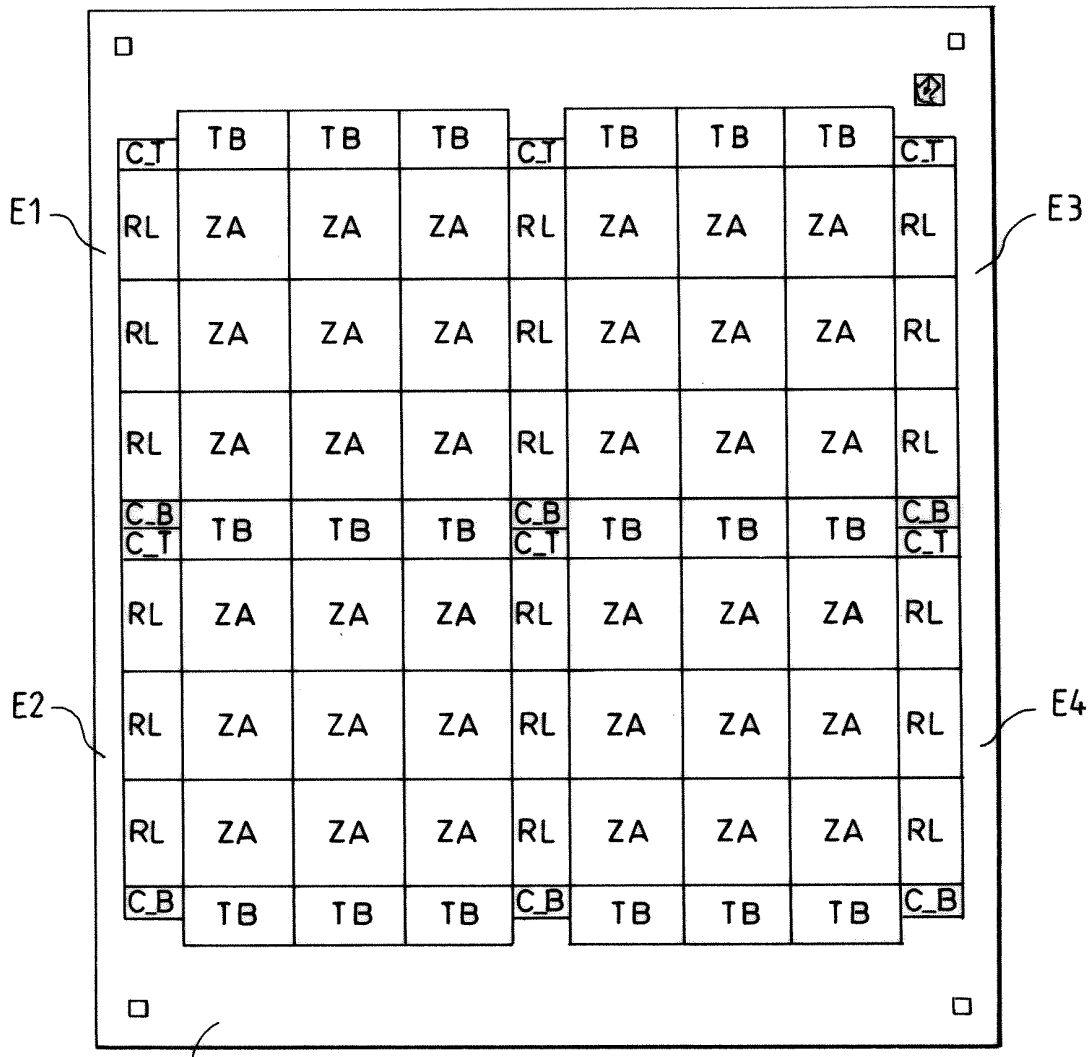 TB TB TB TB TB TB
C_T C_T C_T
E1 RL ZA ZA ZA RL ZA ZA ZA RL E3
RL ZA ZA ZA RL ZA ZA ZA RL
RL ZA ZA ZA RL ZA ZA ZA RL
C_B C_B C_B
TB TB TB TB TB TB
C_T C_T C_T
RL ZA ZA ZA RL ZA ZA ZA RL
E2 RL ZA ZA ZA RL ZA ZA ZA RL E4
RL ZA ZA ZA RL ZA ZA ZA RL
C_B TB TB TB C_B TB TB TB C_B